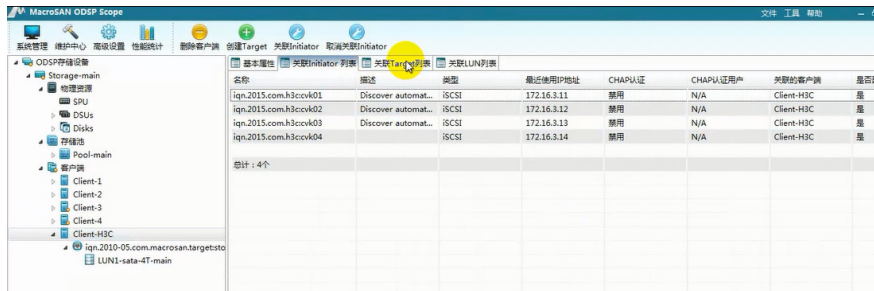 MacroSAN ODSP Scope
文件 工具 帮助
系统管理 维护中心 高级设置 性能统计 删除客户端 创建Target 关联Initiator 取消关联Initiator
ODSP存储设备
Storage-main
物理资源
SPU
DSUs
Disks
存储池
Pool-main
客户端
Client-1
Client-2
Client-3
Client-4
Client-H3C
iqn.2010-05.com.macrosan.target:sto
LUN1-sata-4T-main
基本属性 关联Initiator 列表 关联Target列表 关联LUN列表
名称 描述 类型 最近使用IP地址 CHAP认证 CHAP认证用户 关联的客户端
iqn.2015.com.h3c:cvk01 Discover automat... iSCSI 172.16.3.11 禁用 N/A Client-H3C 是
iqn.2015.com.h3c:cvk02 Discover automat... iSCSI 172.16.3.12 禁用 N/A Client-H3C 是
iqn.2015.com.h3c:cvk03 Discover automat... iSCSI 172.16.3.13 禁用 N/A Client-H3C 是
iqn.2015.com.h3c:cvk04 iSCSI 172.16.3.14 禁用 N/A Client-H3C 是
总计：4个